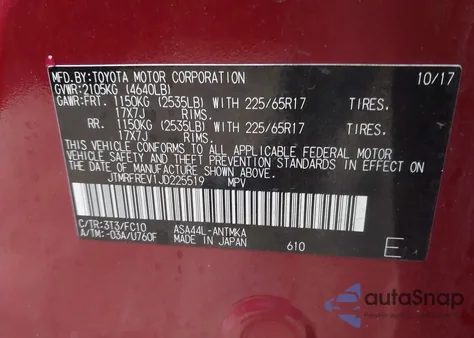 MFD.BY:TOYOTA MOTOR CORPORATION 10/17
GVWR:2105KG (4640LB)
GAWR:FRT. 1150KG (2535LB) WITH 225/65R17 TIRES.
17X7J RIMS.
RR. 1150KG (2535LB) WITH 225/65R17 TIRES.
17X7J RIMS.
THIS VEHICLE CONFORMS TO ALL APPLICABLE FEDERAL MOTOR
VEHICLE SAFETY AND THEFT PREVENTION STANDARDS IN EFFECT
ON THE DATE OF MANUFACTURE SHOWN ABOVE.
JTMRFREV1JD225519 MPV
C/TR:3T3/FC10 ASA44L-ANTMKA
A/TM:-03A/U760F MADE IN JAPAN 610 E
autoSnap